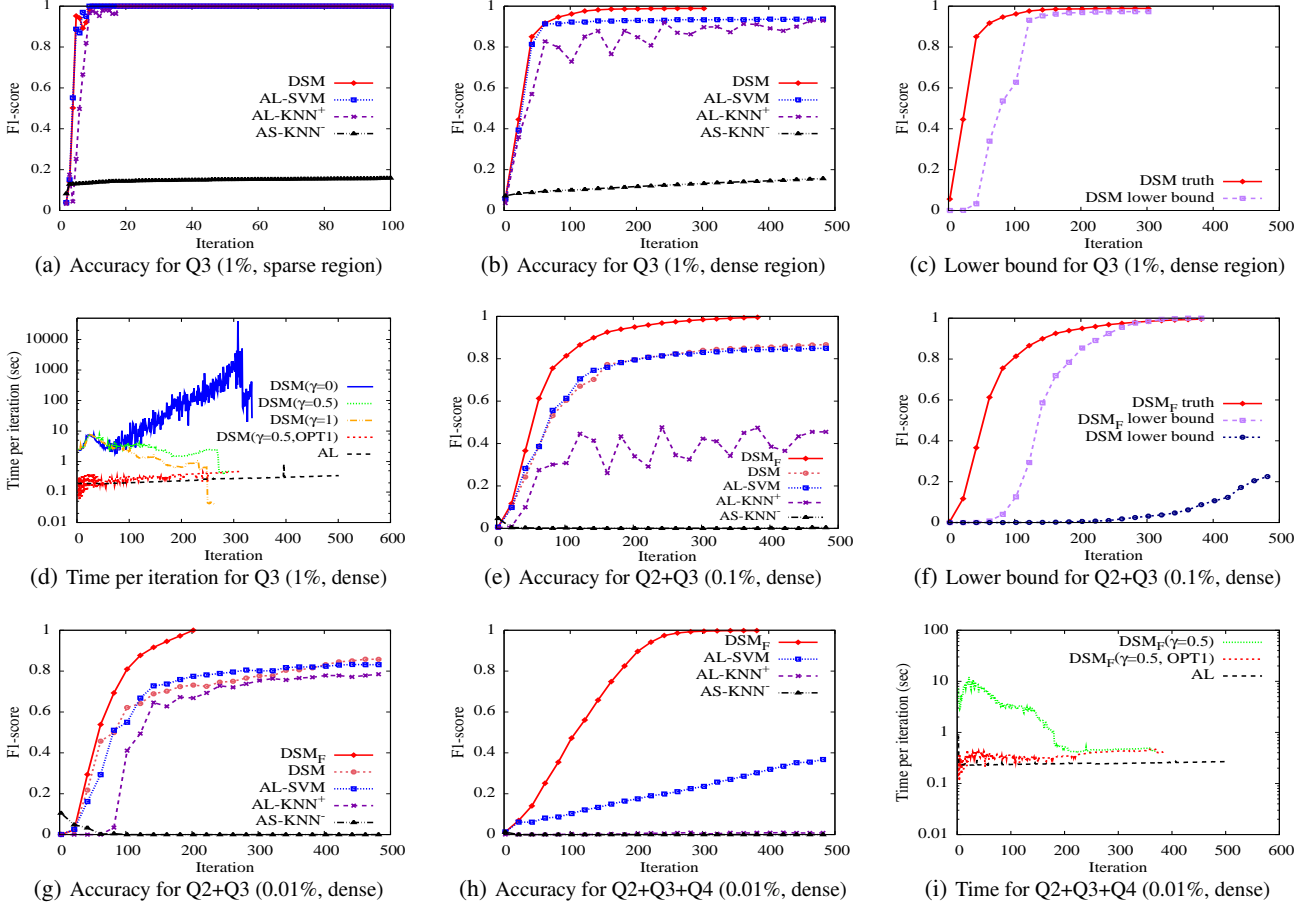 1
0.8
0.6
0.4
0.2
0
F1-score
DSM
AL-SVM
AL-KNN+
AS-KNN-
0 20 40 60 80 100
Iteration
(a) Accuracy for Q3 (1%, sparse region)
1
0.8
0.6
0.4
0.2
0
F1-score
DSM
AL-SVM
AL-KNN+
AS-KNN-
0 100 200 300 400 500
Iteration
(b) Accuracy for Q3 (1%, dense region)
1
0.8
0.6
0.4
0.2
0
F1-score
DSM truth
DSM lower bound
0 100 200 300 400 500
Iteration
(c) Lower bound for Q3 (1%, dense region)
10000
1000
100
10
1
0.1
0.01
Time per iteration (sec)
DSM(γ=0)
DSM(γ=0.5)
DSM(γ=1)
DSM(γ=0.5,OPT1)
AL
0 100 200 300 400 500 600
Iteration
(d) Time per iteration for Q3 (1%, dense)
1
0.8
0.6
0.4
0.2
0
F1-score
DSMF
DSM
AL-SVM
AL-KNN+
AS-KNN-
0 100 200 300 400 500
Iteration
(e) Accuracy for Q2+Q3 (0.1%, dense)
1
0.8
0.6
0.4
0.2
0
F1-score
DSMF truth
DSMF lower bound
DSM lower bound
0 100 200 300 400 500
Iteration
(f) Lower bound for Q2+Q3 (0.1%, dense)
1
0.8
0.6
0.4
0.2
0
F1-score
DSMF
DSM
AL-SVM
AL-KNN+
AS-KNN-
0 100 200 300 400 500
Iteration
(g) Accuracy for Q2+Q3 (0.01%, dense)
1
0.8
0.6
0.4
0.2
0
F1-score
DSMF
AL-SVM
AL-KNN+
AS-KNN-
0 100 200 300 400 500
Iteration
(h) Accuracy for Q2+Q3+Q4 (0.01%, dense)
100
10
1
0.1
0.01
Time per iteration (sec)
DSMF(γ=0.5)
DSMF(γ=0.5, OPT1)
AL
0 100 200 300 400 500 600
Iteration
(i) Time for Q2+Q3+Q4 (0.01%, dense)